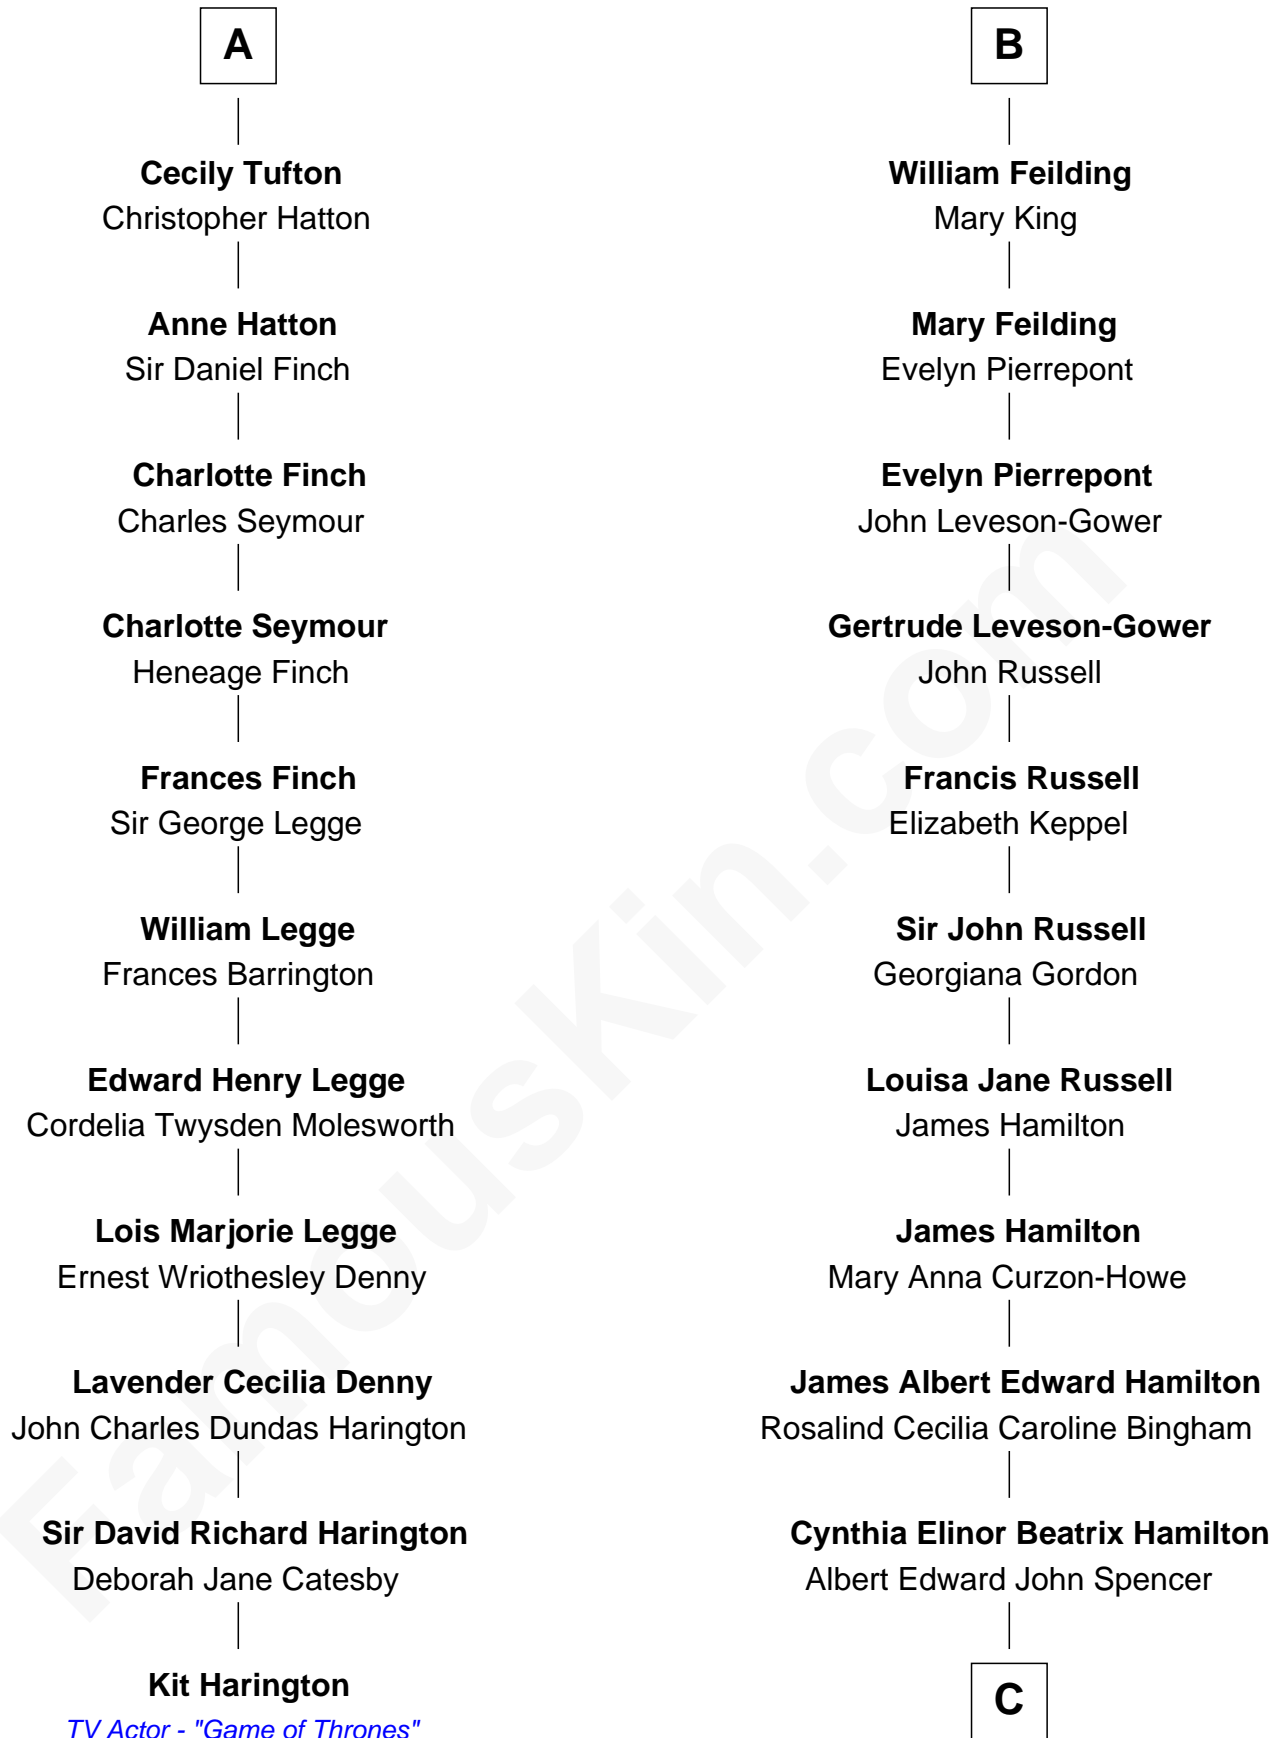 A
Cecily Tufton
Christopher Hatton
Anne Hatton
Sir Daniel Finch
Charlotte Finch
Charles Seymour
Charlotte Seymour
Heneage Finch
Frances Finch
Sir George Legge
William Legge
Frances Barrington
Edward Henry Legge
Cordelia Twysden Molesworth
Lois Marjorie Legge
Ernest Wriothesley Denny
Lavender Cecilia Denny
John Charles Dundas Harington
Sir David Richard Harington
Deborah Jane Catesby
Kit Harington
TV Actor - "Game of Thrones"
B
William Feilding
Mary King
Mary Feilding
Evelyn Pierrepont
Evelyn Pierrepont
John Leveson-Gower
Gertrude Leveson-Gower
John Russell
Francis Russell
Elizabeth Keppel
Sir John Russell
Georgiana Gordon
Louisa Jane Russell
James Hamilton
James Hamilton
Mary Anna Curzon-Howe
James Albert Edward Hamilton
Rosalind Cecilia Caroline Bingham
Cynthia Elinor Beatrix Hamilton
Albert Edward John Spencer
C
FamousKin.com